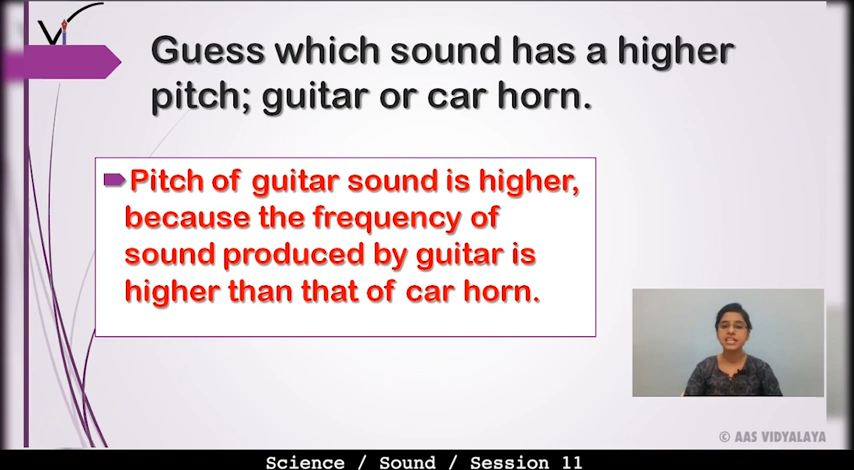 Guess which sound has a higher
pitch; guitar or car horn.
Pitch of guitar sound is higher,
because the frequency of
sound produced by guitar is
higher than that of car horn.
© AAS VIDYALAYA
Science / Sound / Session 11